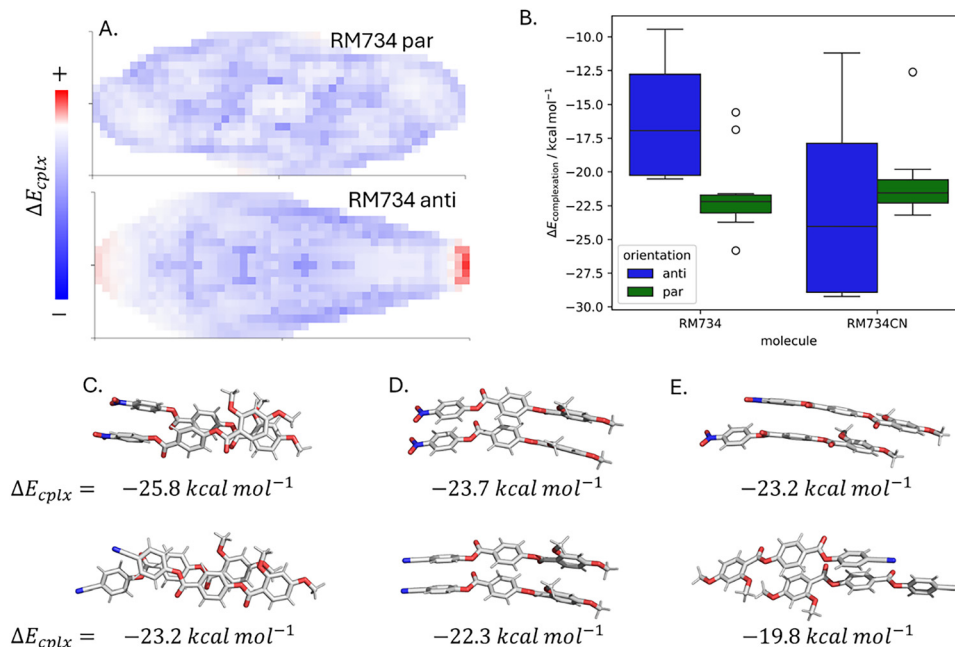 A.
RM734 par
RM734 anti
+
ΔE_cplx
−
B.
−10.0
−12.5
−15.0
−17.5
−20.0
−22.5
−25.0
−27.5
−30.0
ΔE_complexation / kcal mol⁻¹
orientation
anti
par
RM734
RM734CN
molecule
C.
D.
E.
ΔE_cplx = −25.8 kcal mol⁻¹
−23.7 kcal mol⁻¹
−23.2 kcal mol⁻¹
ΔE_cplx = −23.2 kcal mol⁻¹
−22.3 kcal mol⁻¹
−19.8 kcal mol⁻¹